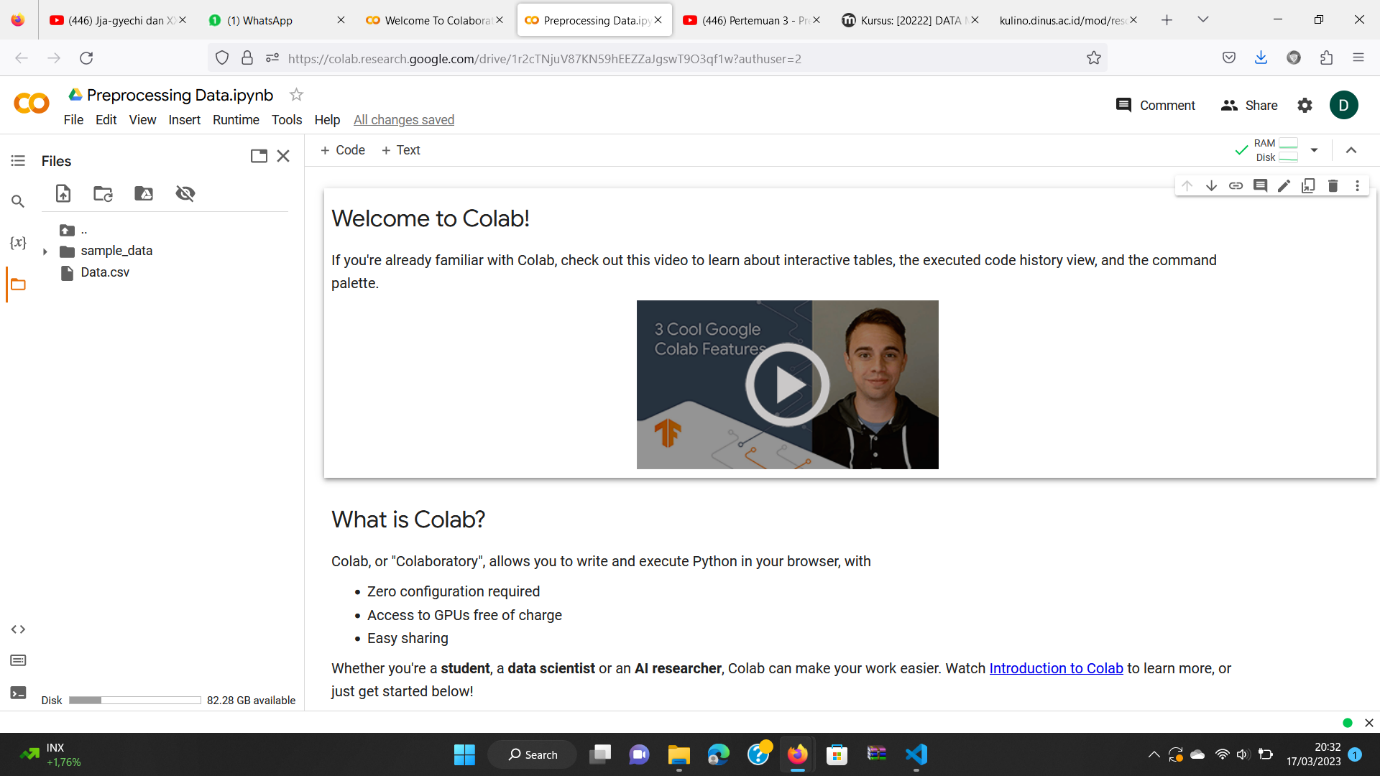 (446) Jja-gyechi dan X
(1) WhatsApp
Welcome To Colaborat
Preprocessing Data.ipy
(446) Pertemuan 3 - Pr
Kursus: [20222] DATA M
kulino.dinus.ac.id/mod/res
https://colab.research.google.com/drive/1r2cTNjuV87KN59hEEZZaJgswT9O3qf1w?authuser=2
Preprocessing Data.ipynb
Comment
Share
D
File Edit View Insert Runtime Tools Help All changes saved
Files
+ Code + Text
RAM
Disk
..
sample_data
Data.csv
{x}
Welcome to Colab!
If you're already familiar with Colab, check out this video to learn about interactive tables, the executed code history view, and the command
palette.
3 Cool Google
Colab Features
What is Colab?
Colab, or "Colaboratory", allows you to write and execute Python in your browser, with
Zero configuration required
Access to GPUs free of charge
Easy sharing
Whether you're a student, a data scientist or an AI researcher, Colab can make your work easier. Watch Introduction to Colab to learn more, or
just get started below!
Disk 82.28 GB available
INX
+1,76%
Search
20:32
17/03/2023
1